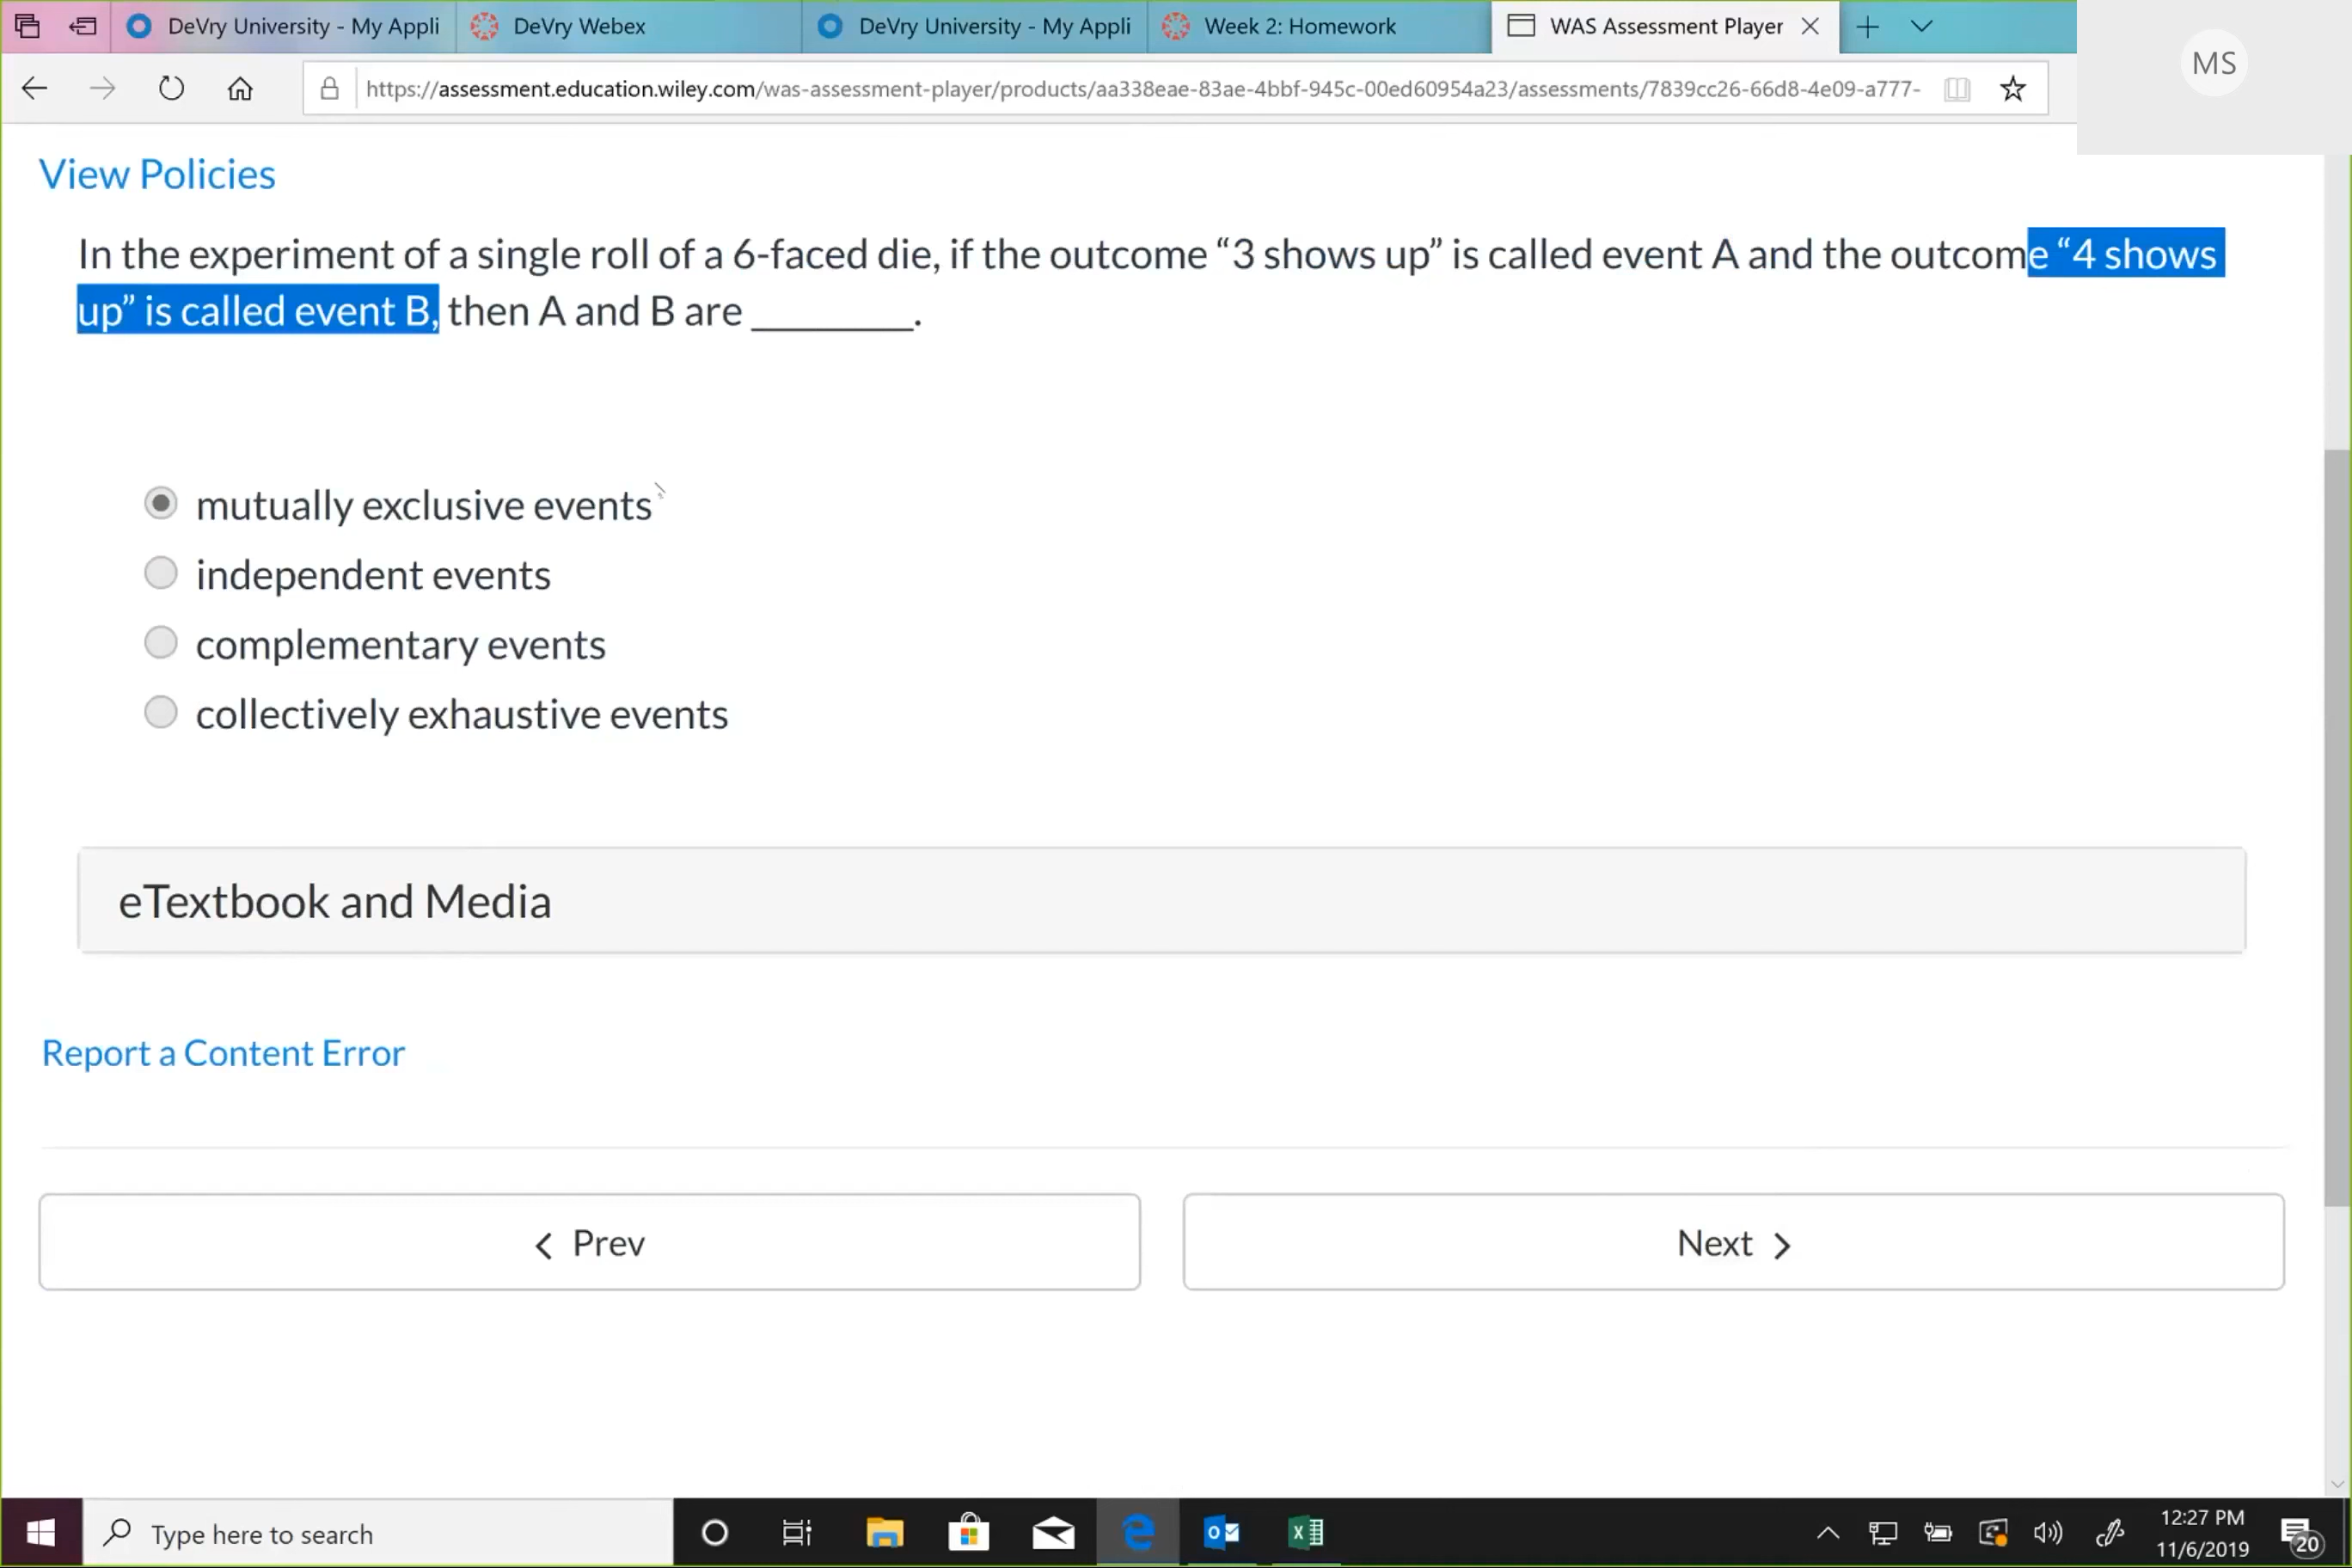 DeVry University - My Appli
DeVry Webex
DeVry University - My Appli
Week 2: Homework
WAS Assessment Player
MS
https://assessment.education.wiley.com/was-assessment-player/products/aa338eae-83ae-4bbf-945c-00ed60954a23/assessments/7839cc26-66d8-4e09-a777-
View Policies
In the experiment of a single roll of a 6-faced die, if the outcome “3 shows up” is called event A and the outcome “4 shows
up” is called event B, then A and B are _________.
mutually exclusive events
independent events
complementary events
collectively exhaustive events
eTextbook and Media
Report a Content Error
Prev
Next
Type here to search
12:27 PM
11/6/2019
20